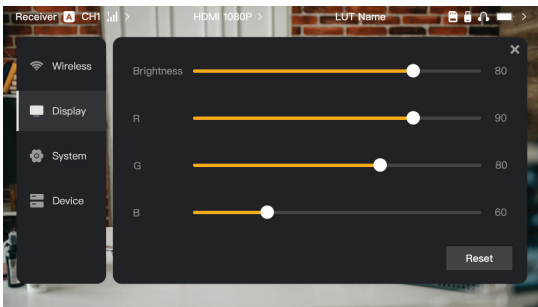 Receiver A CH1 >
HDMI 1080P >
LUT Name
>
Wireless
Display
System
Device
Brightness 80
R 90
G 80
B 60
Reset